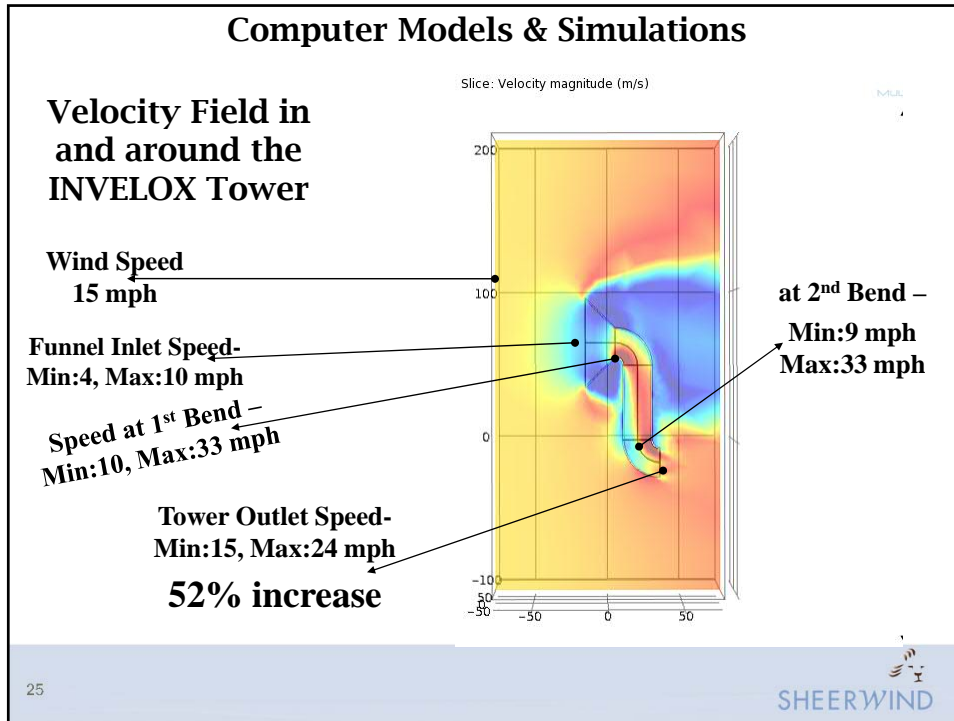 Computer Models & Simulations
Slice: Velocity magnitude (m/s)
Velocity Field in
and around the
INVELOX Tower
Wind Speed
15 mph
Funnel Inlet Speed-
Min:4, Max:10 mph
Speed at 1st Bend –
Min:10, Max:33 mph
Tower Outlet Speed-
Min:15, Max:24 mph
52% increase
at 2nd Bend –
Min:9 mph
Max:33 mph
200
100
0
-100
50
0
-50
-50
0
50
25
SHEERWIND